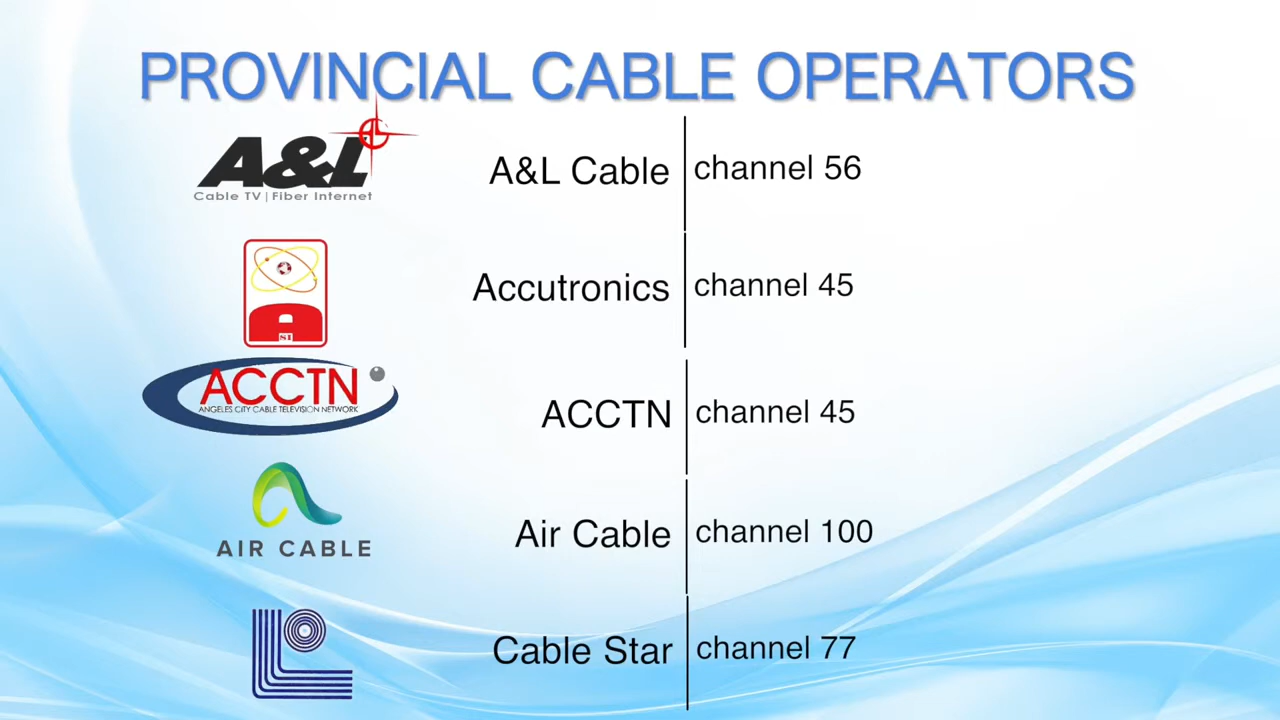 PROVINCIAL CABLE OPERATORS
A&L
Cable TV | Fiber Internet
A&L Cable
channel 56
ST
Accutronics
channel 45
ACCTN
ANGELES CITY CABLE TELEVISION NETWORK
ACCTN
channel 45
AIR CABLE
Air Cable
channel 100
Cable Star
channel 77